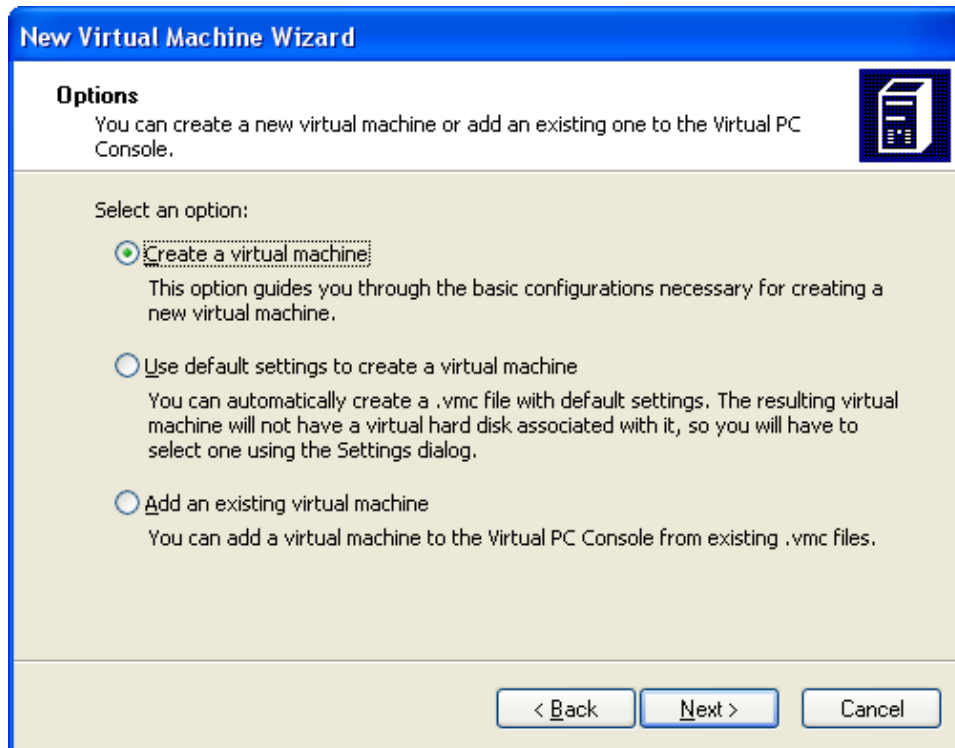 New Virtual Machine Wizard
Options
You can create a new virtual machine or add an existing one to the Virtual PC
Console.
Select an option:
Create a virtual machine
This option guides you through the basic configurations necessary for creating a
new virtual machine.
Use default settings to create a virtual machine
You can automatically create a .vmc file with default settings. The resulting virtual
machine will not have a virtual hard disk associated with it, so you will have to
select one using the Settings dialog.
Add an existing virtual machine
You can add a virtual machine to the Virtual PC Console from existing .vmc files.
< Back Next > Cancel